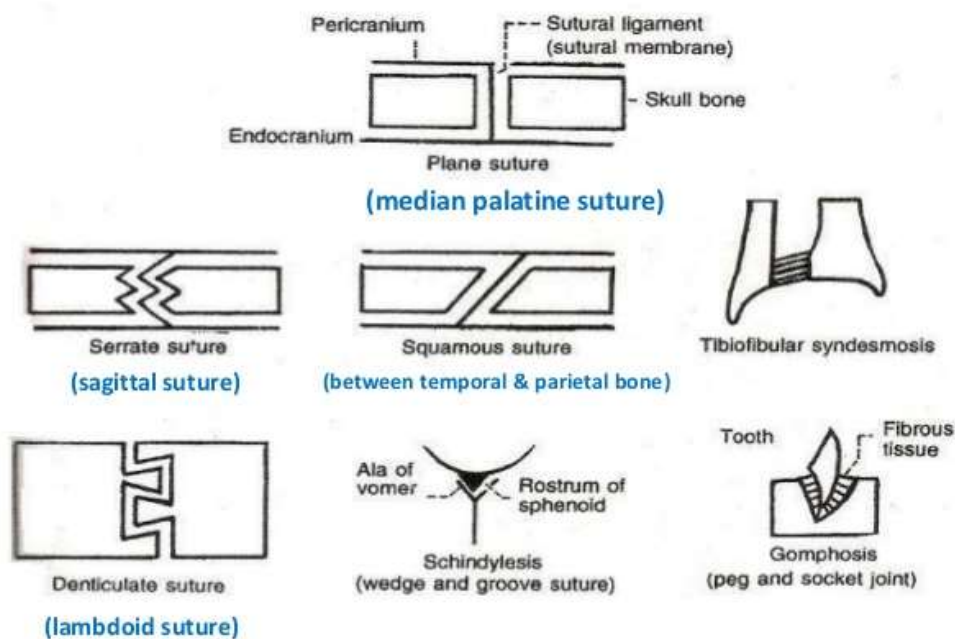 Pericranium
Sutural ligament
(sutural membrane)
Skull bone
Endocranium
Plane suture
(median palatine suture)
Serrate suture
(sagittal suture)
Squamous suture
(between temporal & parietal bone)
Tibiofibular syndesmosis
Denticulate suture
(lambdoid suture)
Ala of
vomer
Rostrum of
sphenoid
Schindylesis
(wedge and groove suture)
Tooth
Fibrous
tissue
Gomphosis
(peg and socket joint)